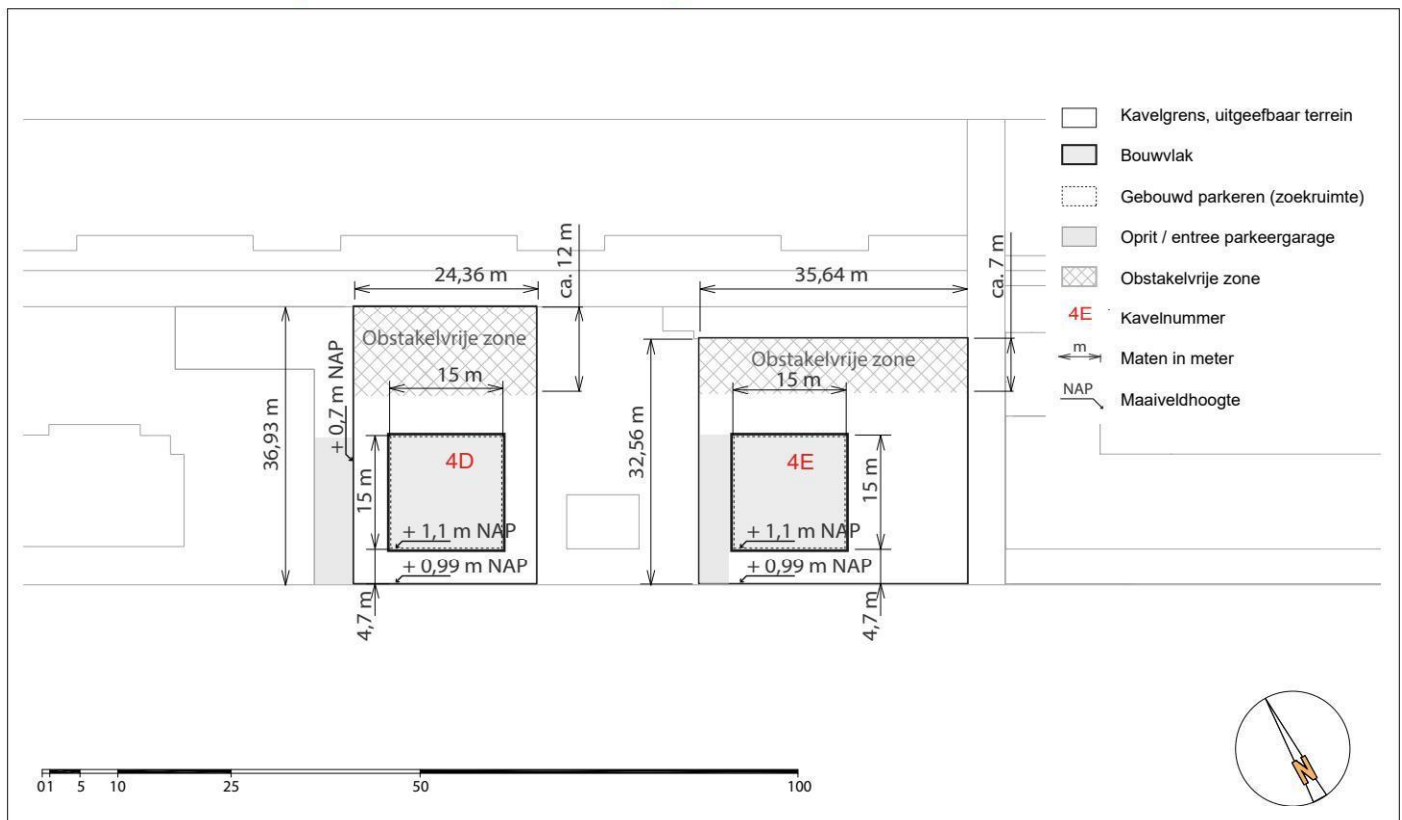 Kavelgrens, uitgeefbaar terrein
Bouwvlak
Gebouwd parkeren (zoekruimte)
Oprit / entree parkeergarage
Obstakelvrije zone
4E Kavelnummer
m Maten in meter
NAP Maaiveldhoogte
24,36 m
ca. 12 m
Obstakelvrije zone
15 m
+ 0,7 m NAP
36,93 m
4D
15 m
+ 1,1 m NAP
+ 0,99 m NAP
4,7 m
35,64 m
ca. 7 m
Obstakelvrije zone
15 m
32,56 m
4E
15 m
+ 1,1 m NAP
+ 0,99 m NAP
4,7 m
0 1 5 10 25 50 100
N